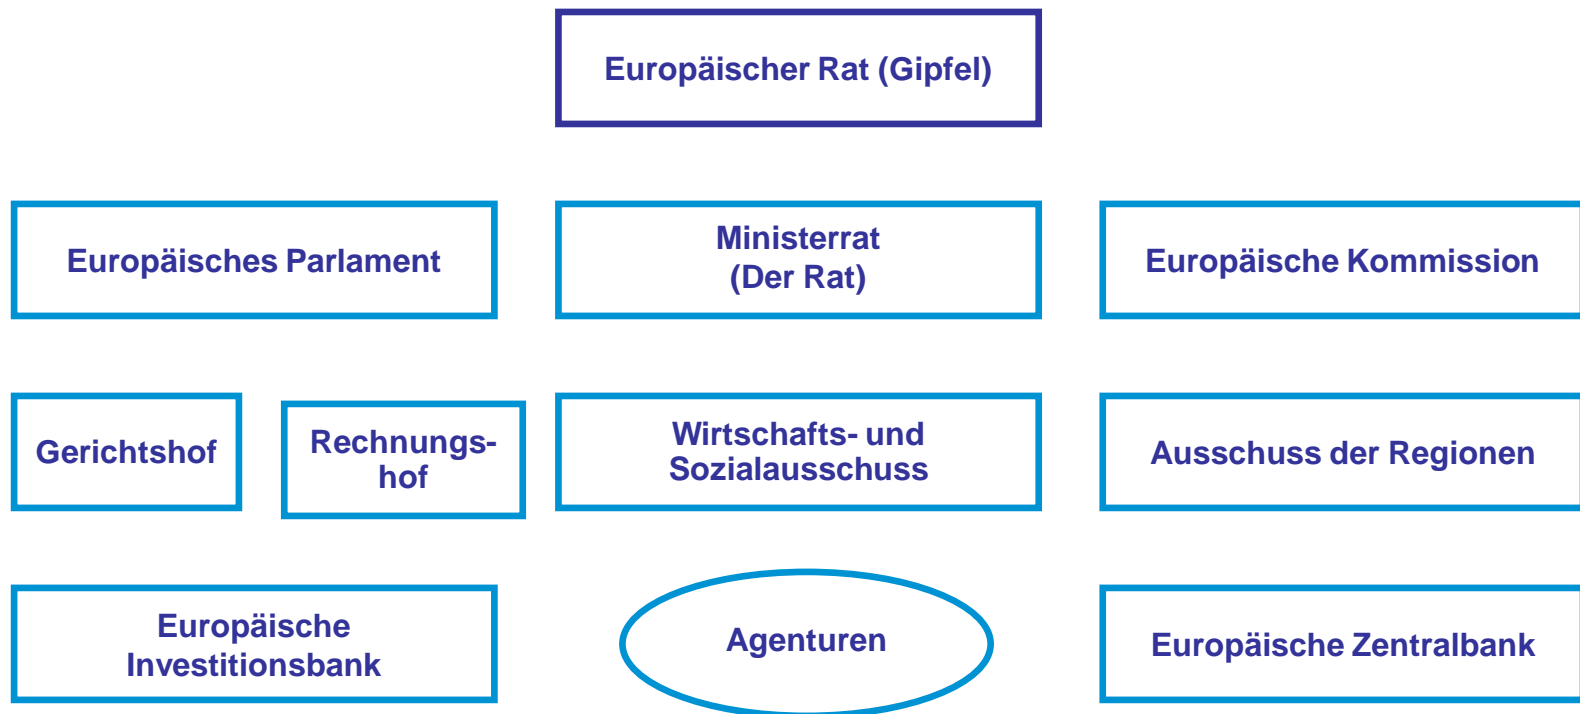 Europäischer Rat (Gipfel)
Europäisches Parlament
Ministerrat
(Der Rat)
Europäische Kommission
Gerichtshof
Rechnungs-
hof
Wirtschafts- und
Sozialausschuss
Ausschuss der Regionen
Europäische
Investitionsbank
Agenturen
Europäische Zentralbank